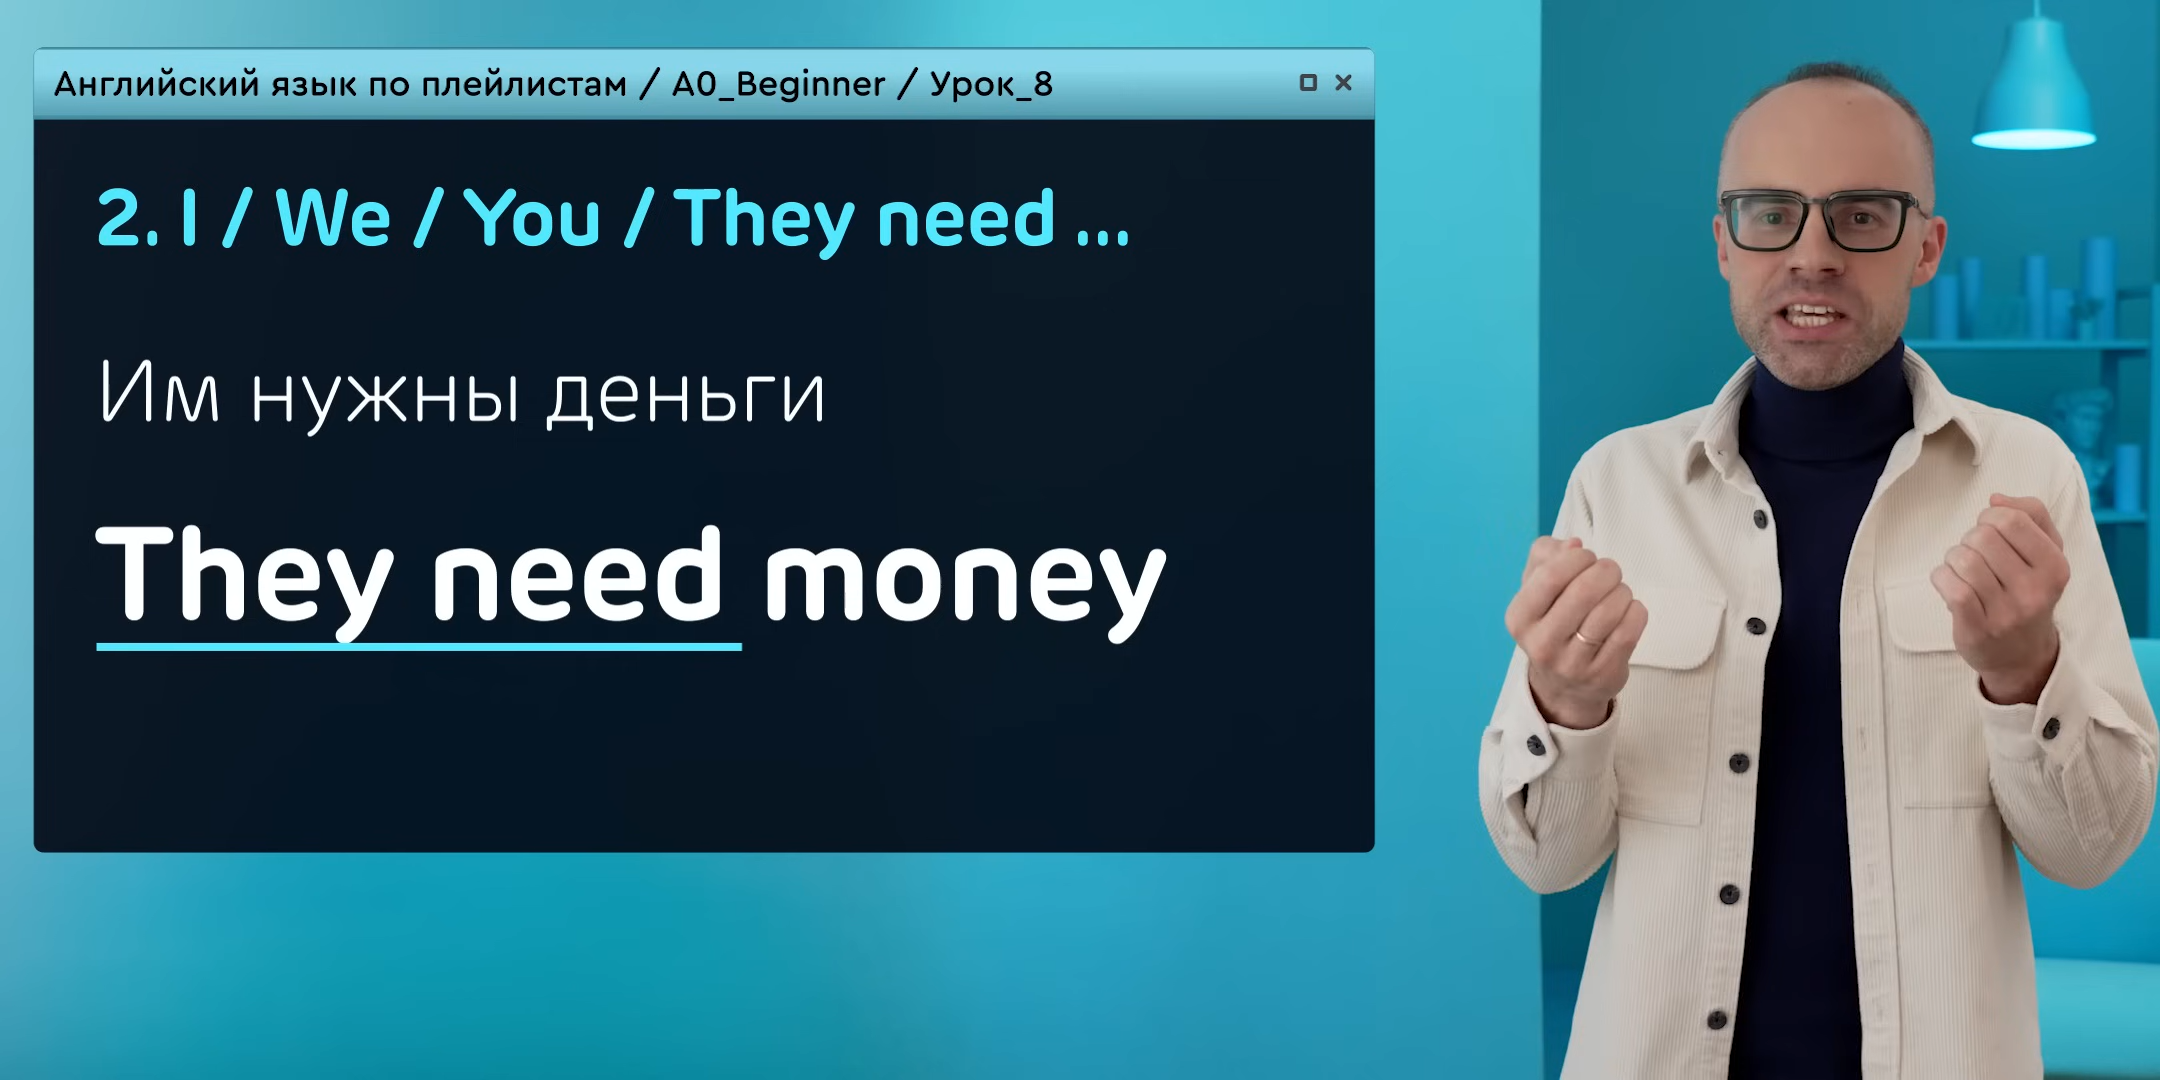 Английский язык по плейлистам / A0_Beginner / Урок_8
2. I / We / You / They need ...
Им нужны деньги
They need money